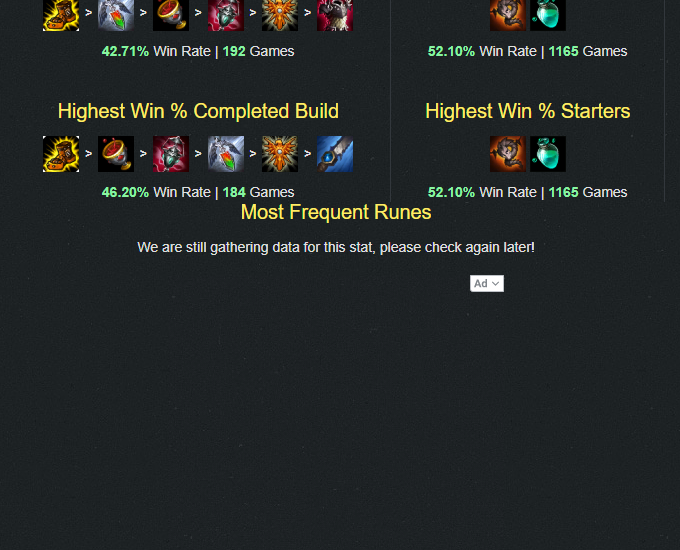 > > > > >
42.71% Win Rate | 192 Games
52.10% Win Rate | 1165 Games
Highest Win % Completed Build
Highest Win % Starters
> > > > >
46.20% Win Rate | 184 Games
52.10% Win Rate | 1165 Games
Most Frequent Runes
We are still gathering data for this stat, please check again later!
Ad